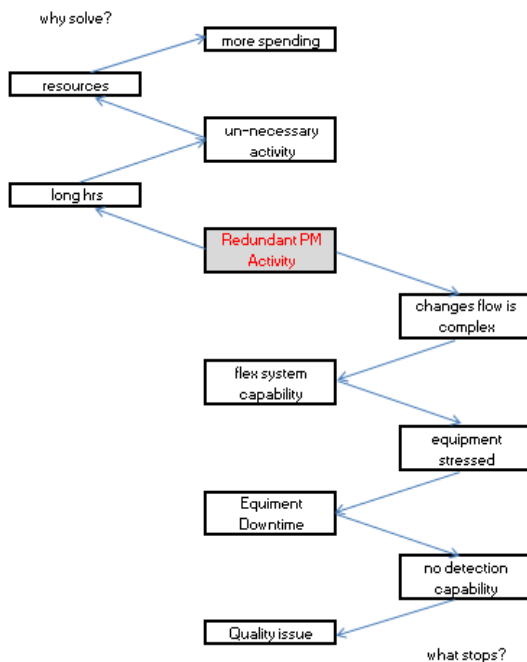 why solve?
more spending
resources
un-necessary
activity
long hrs
Redundant PM
Activity
changes flow is
complex
flex system
capability
equipment
stressed
Equiment
Downtime
no detection
capability
Quality issue
what stops?